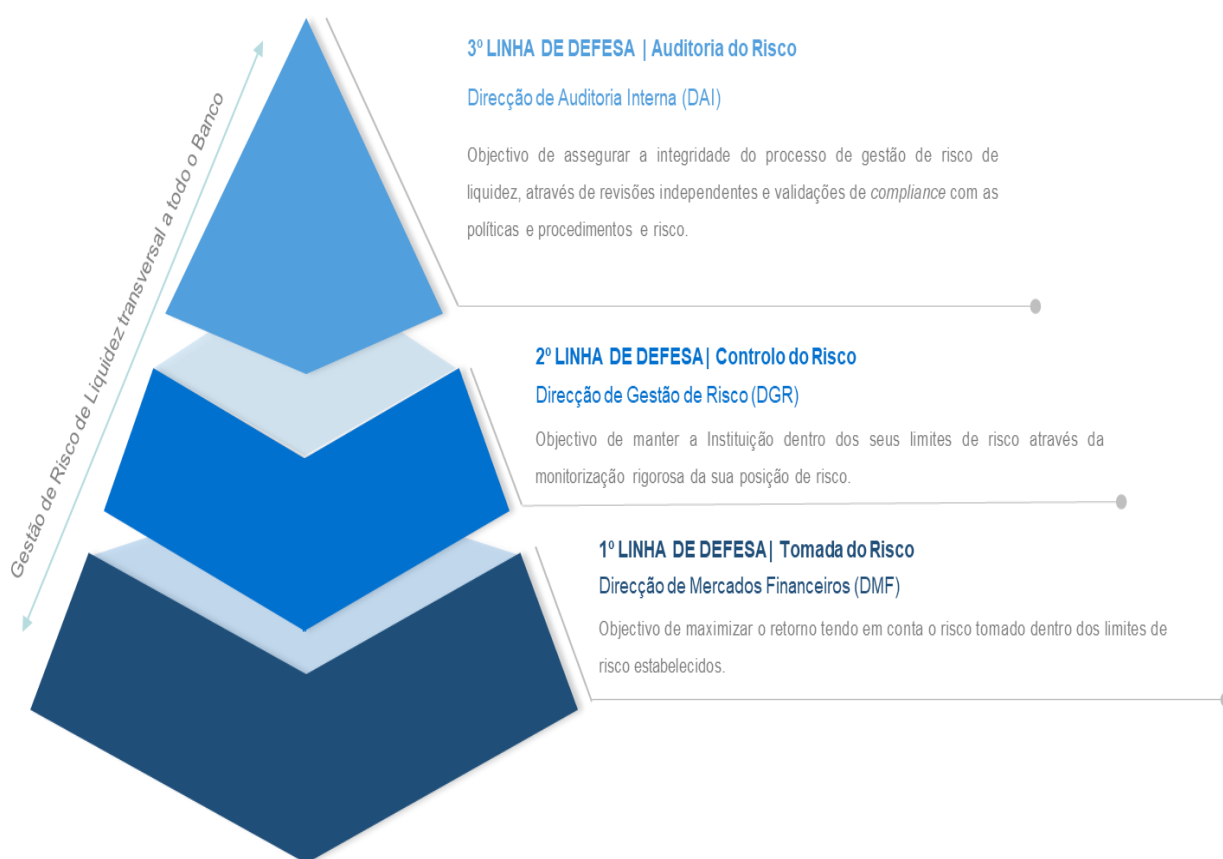 Gestão de Risco de Liquidez transversal a todo o Banco
3º LINHA DE DEFESA | Auditoria do Risco
Direcção de Auditoria Interna (DAI)
Objectivo de assegurar a integridade do processo de gestão de risco de
liquidez, através de revisões independentes e validações de compliance com as
políticas e procedimentos e risco.
2º LINHA DE DEFESA | Controlo do Risco
Direcção de Gestão de Risco (DGR)
Objectivo de manter a Instituição dentro dos seus limites de risco através da
monitorização rigorosa da sua posição de risco.
1º LINHA DE DEFESA | Tomada do Risco
Direcção de Mercados Financeiros (DMF)
Objectivo de maximizar o retorno tendo em conta o risco tomado dentro dos limites de
risco estabelecidos.